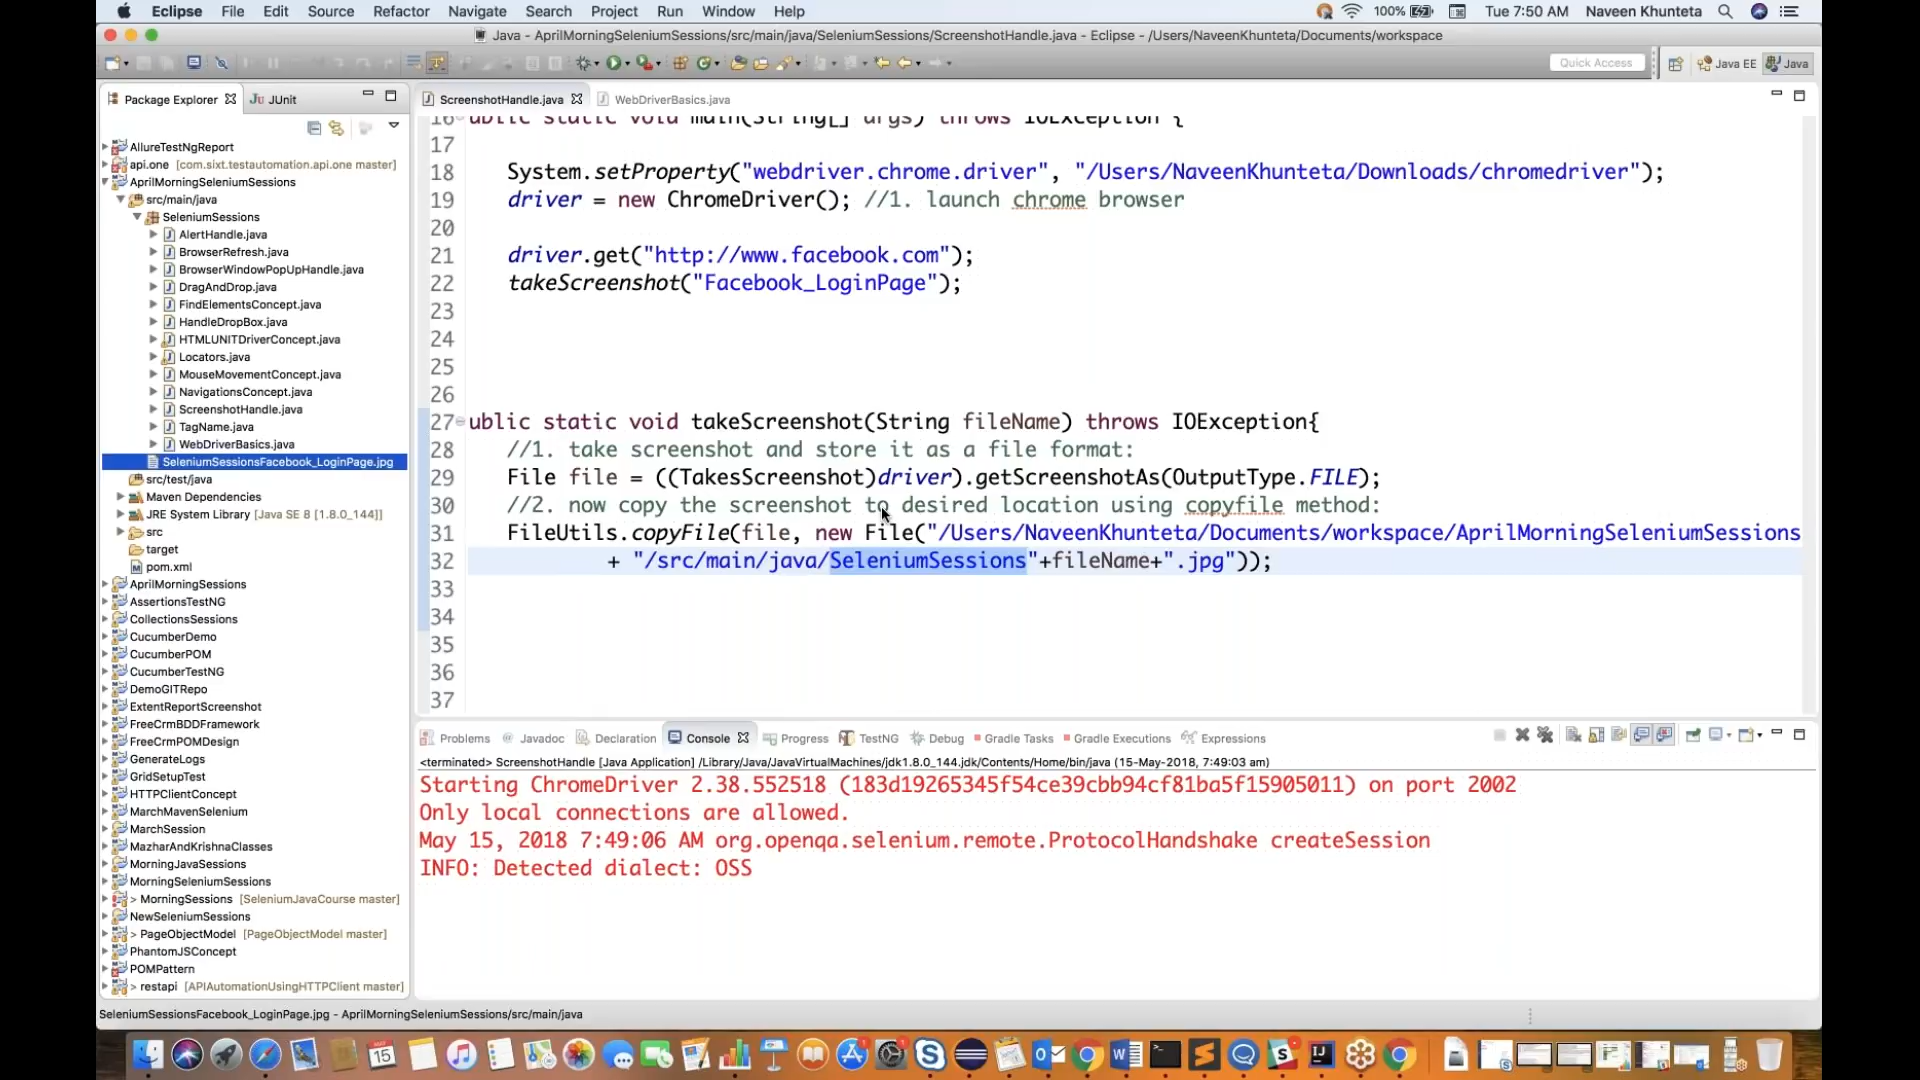 Eclipse File Edit Source Refactor Navigate Search Project Run Window Help 100% Tue 7:50 AM Naveen Khunteta
Java - AprilMorningSeleniumSessions/src/main/java/SeleniumSessions/ScreenshotHandle.java - Eclipse - /Users/NaveenKhunteta/Documents/workspace
Quick Access Java EE Java
Package Explorer JUnit
AllureTestNgReport
api.one [com.sixt.testautomation.api.one master]
AprilMorningSeleniumSessions
src/main/java
SeleniumSessions
AlertHandle.java
BrowserRefresh.java
BrowserWindowPopUpHandle.java
DragAndDrop.java
FindElementsConcept.java
HandleDropBox.java
HTMLUNITDriverConcept.java
Locators.java
MouseMovementConcept.java
NavigationsConcept.java
ScreenshotHandle.java
TagName.java
WebDriverBasics.java
SeleniumSessionsFacebook_LoginPage.jpg
src/test/java
Maven Dependencies
JRE System Library [Java SE 8 [1.8.0_144]]
src
target
pom.xml
AprilMorningSessions
AssertionsTestNG
CollectionsSessions
CucumberDemo
CucumberPOM
CucumberTestNG
DemoGITRepo
ExtentReportScreenshot
FreeCrmBDDFramework
FreeCrmPOMDesign
GenerateLogs
GridSetupTest
HTTPClientConcept
MarchMavenSelenium
MarchSession
MazharAndKrishnaClasses
MorningJavaSessions
MorningSeleniumSessions
> MorningSessions [SeleniumJavaCourse master]
NewSeleniumSessions
> PageObjectModel [PageObjectModel master]
PhantomJSConcept
POMPattern
> restapi [APIAutomationUsingHTTPClient master]
ScreenshotHandle.java WebDriverBasics.java
16 ublic static void main(String[] args) throws IOException {
17
18 System.setProperty("webdriver.chrome.driver", "/Users/NaveenKhunteta/Downloads/chromedriver");
19 driver = new ChromeDriver(); //1. launch chrome browser
20
21 driver.get("http://www.facebook.com");
22 takeScreenshot("Facebook_LoginPage");
23
24
25
26
27 ublic static void takeScreenshot(String fileName) throws IOException{
28 //1. take screenshot and store it as a file format:
29 File file = ((TakesScreenshot)driver).getScreenshotAs(OutputType.FILE);
30 //2. now copy the screenshot to desired location using copyfile method:
31 FileUtils.copyFile(file, new File("/Users/NaveenKhunteta/Documents/workspace/AprilMorningSeleniumSessions
32 + "/src/main/java/SeleniumSessions"+fileName+".jpg"));
33
34
35
36
37
Problems Javadoc Declaration Console Progress TestNG Debug Gradle Tasks Gradle Executions Expressions
<terminated> ScreenshotHandle [Java Application] /Library/Java/JavaVirtualMachines/jdk1.8.0_144.jdk/Contents/Home/bin/java (15-May-2018, 7:49:03 am)
Starting ChromeDriver 2.38.552518 (183d19265345f54ce39cbb94cf81ba5f15905011) on port 2002
Only local connections are allowed.
May 15, 2018 7:49:06 AM org.openqa.selenium.remote.ProtocolHandshake createSession
INFO: Detected dialect: OSS
SeleniumSessionsFacebook_LoginPage.jpg - AprilMorningSeleniumSessions/src/main/java
15